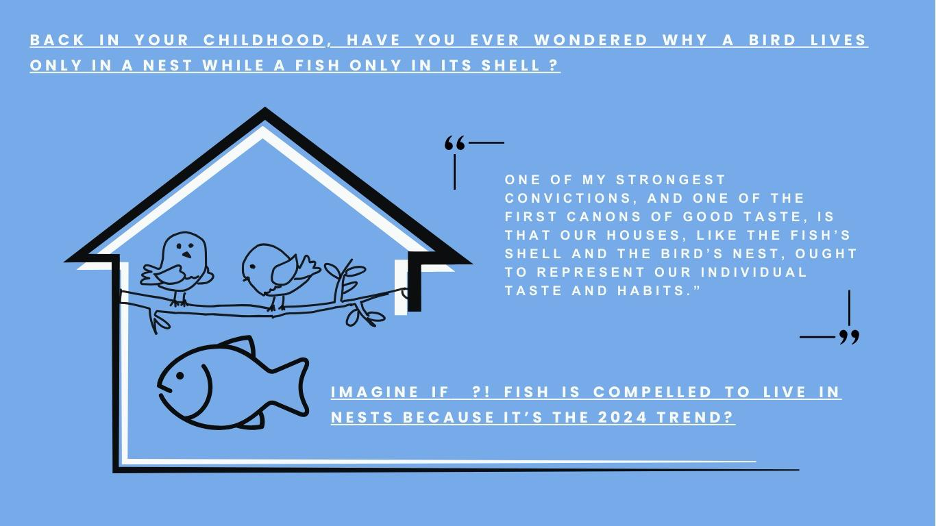 BACK IN YOUR CHILDHOOD, HAVE YOU EVER WONDERED WHY A BIRD LIVES
ONLY IN A NEST WHILE A FISH ONLY IN ITS SHELL ?
“
ONE OF MY STRONGEST
CONVICTIONS, AND ONE OF THE
FIRST CANONS OF GOOD TASTE, IS
THAT OUR HOUSES, LIKE THE FISH’S
SHELL AND THE BIRD’S NEST, OUGHT
TO REPRESENT OUR INDIVIDUAL
TASTE AND HABITS.”
”
IMAGINE IF ?! FISH IS COMPELLED TO LIVE IN
NESTS BECAUSE IT’S THE 2024 TREND?